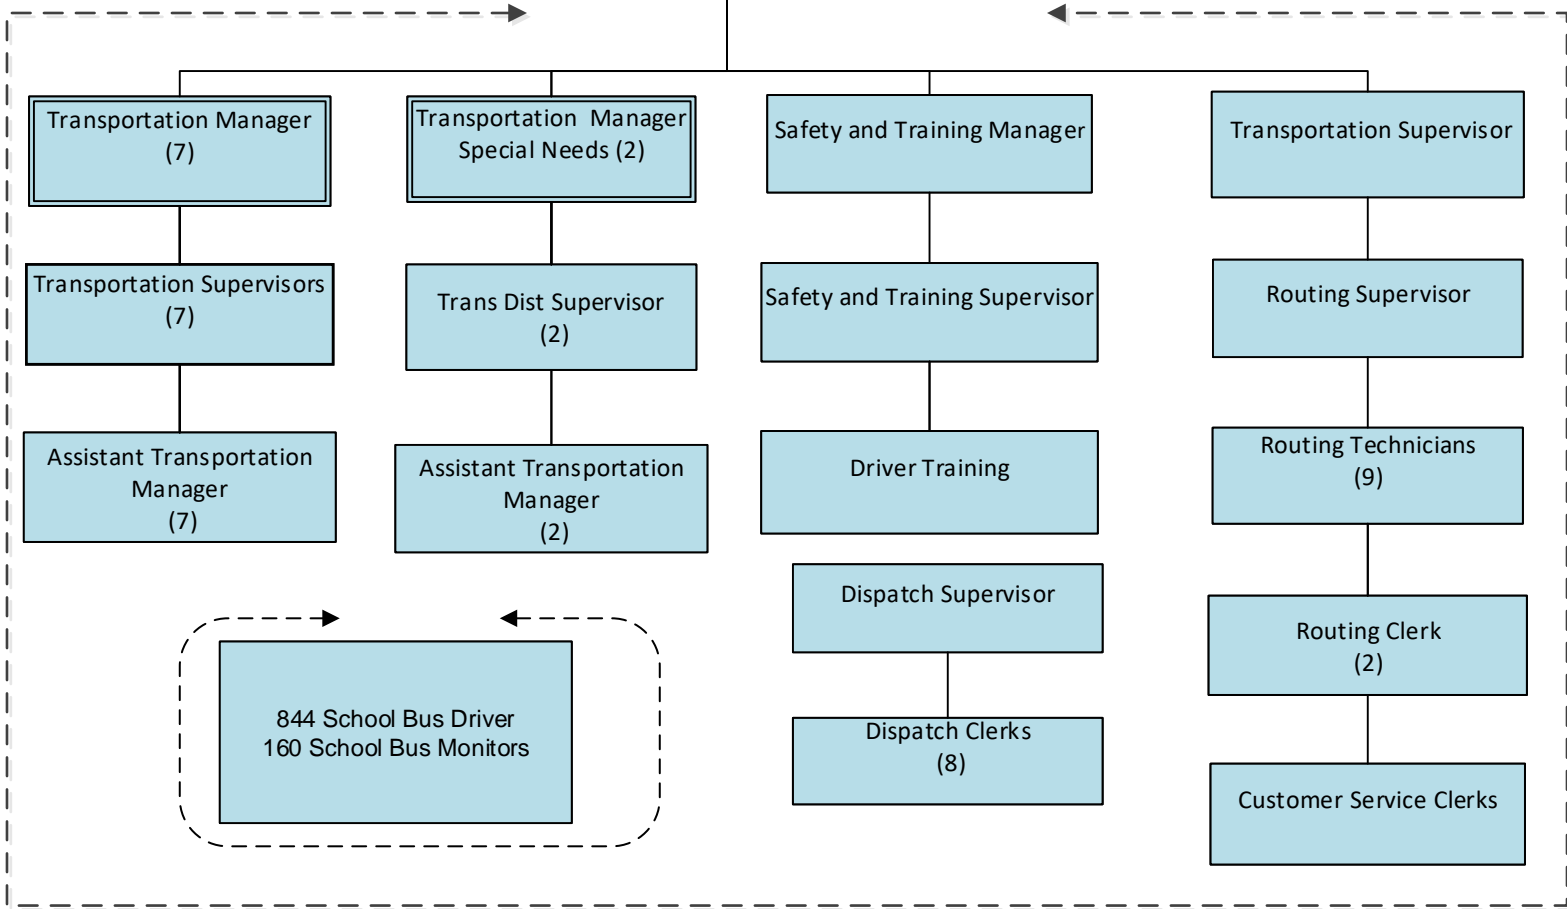 Transportation Manager
(7)
Transportation Supervisors
(7)
Assistant Transportation
Manager
(7)
Transportation Manager
Special Needs (2)
Trans Dist Supervisor
(2)
Assistant Transportation
Manager
(2)
844 School Bus Driver
160 School Bus Monitors
Safety and Training Manager
Safety and Training Supervisor
Driver Training
Dispatch Supervisor
Dispatch Clerks
(8)
Transportation Supervisor
Routing Supervisor
Routing Technicians
(9)
Routing Clerk
(2)
Customer Service Clerks